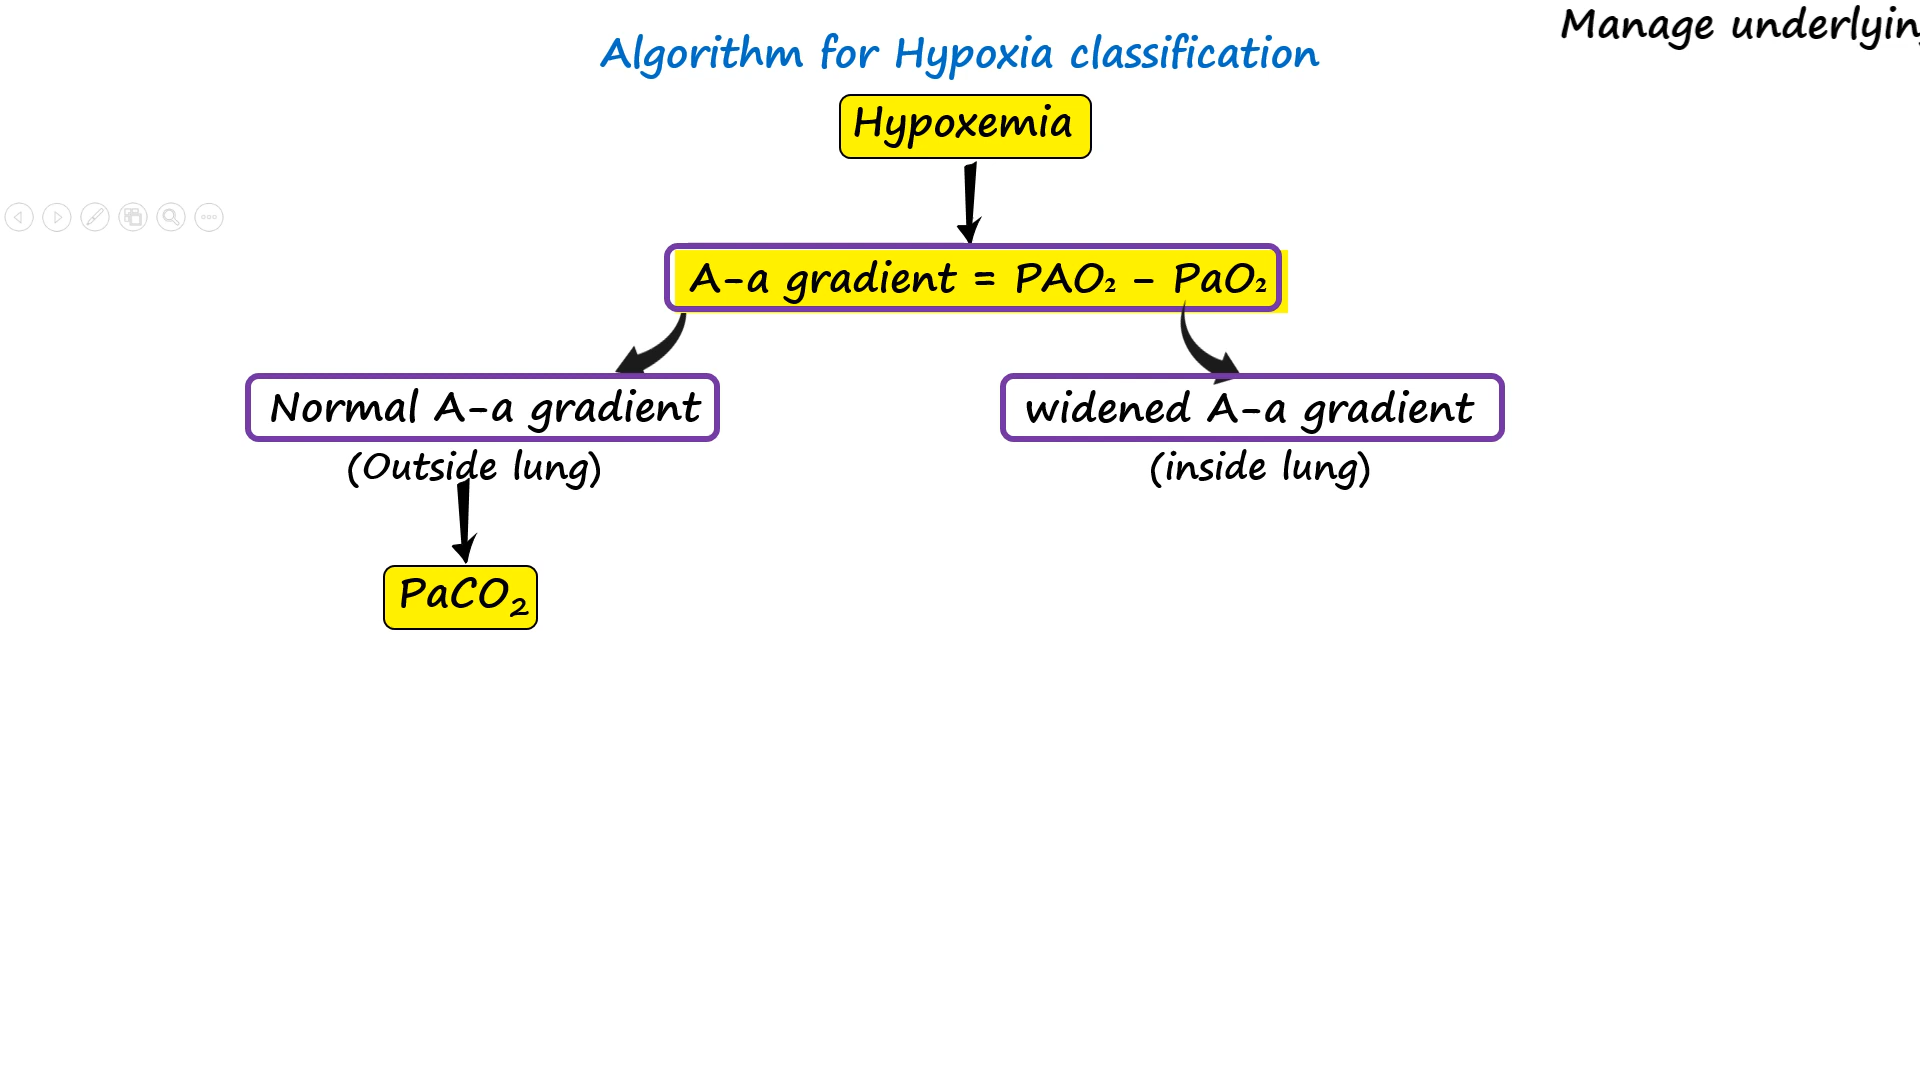 Manage underlyin
Algorithm for Hypoxia classification
Hypoxemia
A-a gradient = PAO₂ - PaO₂
Normal A-a gradient
widened A-a gradient
(Outside lung)
(inside lung)
PaCO₂